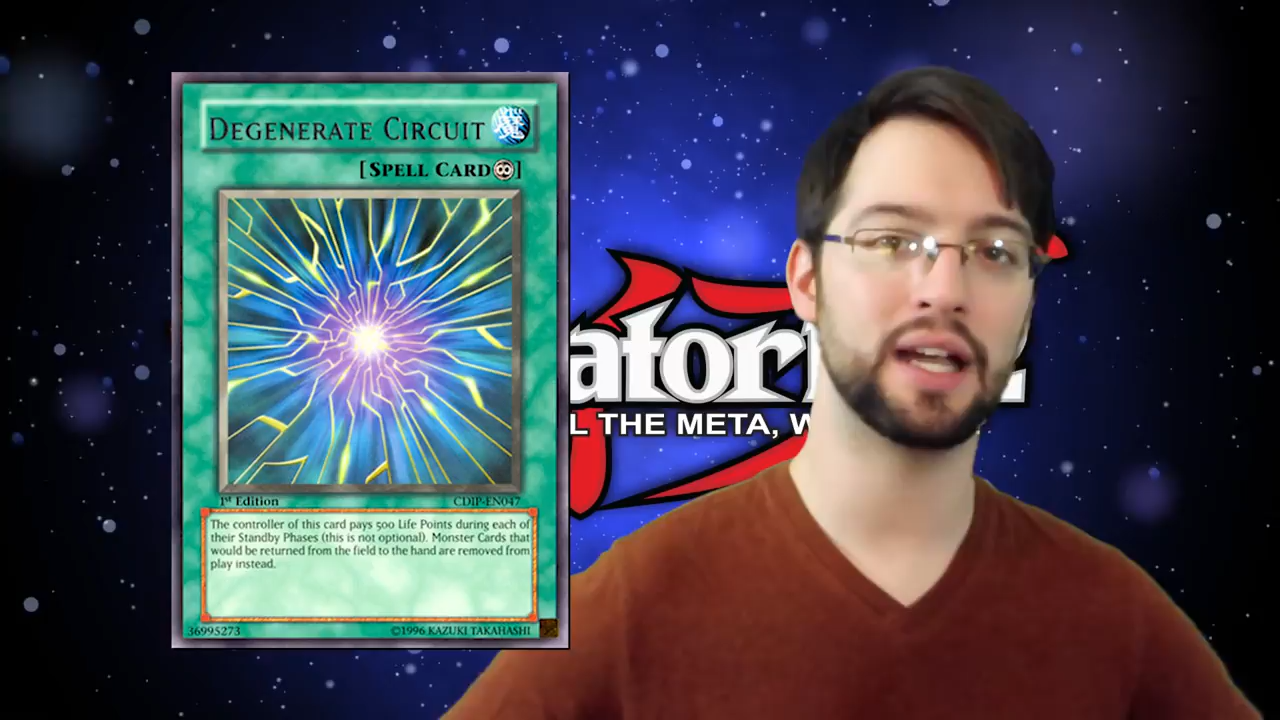 DEGENERATE CIRCUIT
[SPELL CARD]
1st Edition
CDIP-EN047
The controller of this card pays 500 Life Points during each of
their Standby Phases (this is not optional). Monster Cards that
would be returned from the field to the hand are removed from
play instead.
36995273
©1996 KAZUKI TAKAHASHI
ator
THE META,